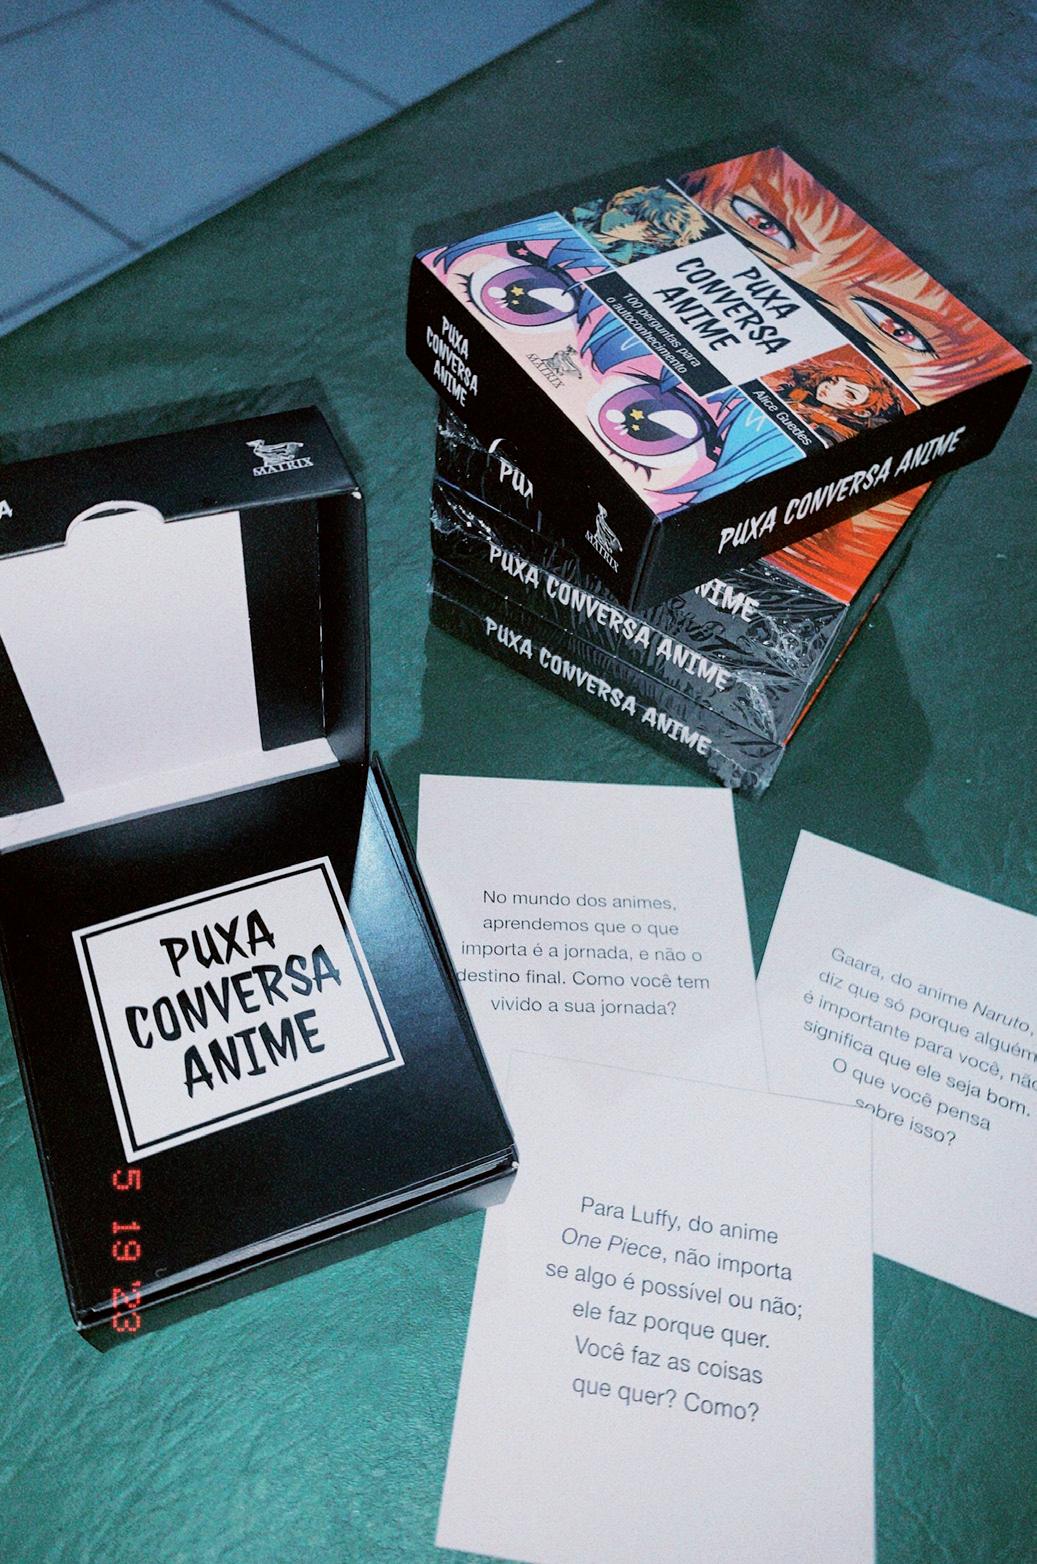 PUXA
CONVERSA
ANIME
100 perguntas para
o autoconhecimento
Alice Guedes
MATRIX
PUXA
CONVERSA
ANIME
MATRIX
PUXA CONVERSA ANIME
PUXA CONVERSA ANIME
PUXA CONVERSA ANIME
MATRIX
PUXA
CONVERSA
ANIME
No mundo dos animes,
aprendemos que o que
importa é a jornada, e não o
destino final. Como você tem
vivido a sua jornada?
Gaara, do anime Naruto,
diz que só porque alguém
é importante para você, não
significa que ele seja bom.
O que você pensa
sobre isso?
Para Luffy, do anime
One Piece, não importa
se algo é possível ou não;
ele faz porque quer.
Você faz as coisas
que quer? Como?
5 19 '23